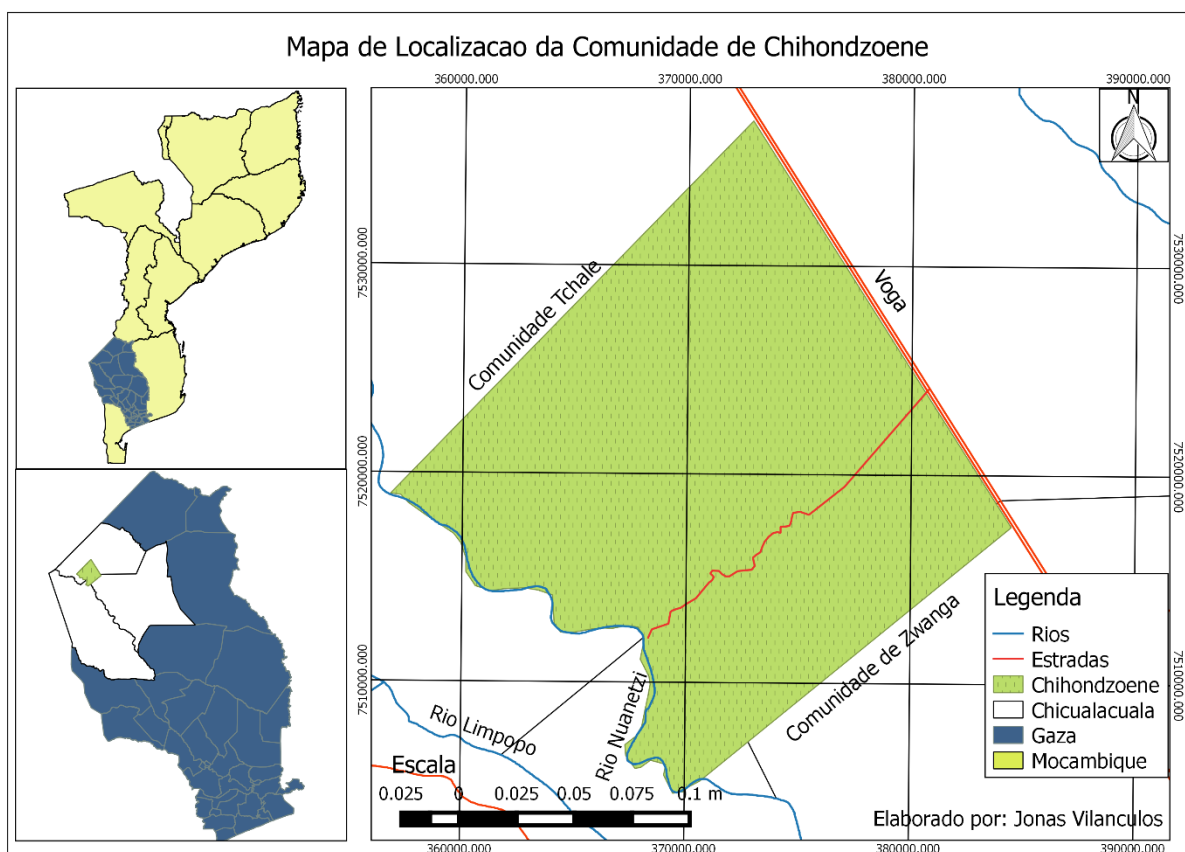 Mapa de Localizacao da Comunidade de Chihondzoene
360000.000
370000.000
380000.000
390000.000
N
7530000.000
7530000.000
Comunidade Tchale
Voga
7520000.000
7520000.000
Legenda
Rios
Estradas
Chihondzoene
Chicualacuala
Gaza
Mocambique
Comunidade de Zwanga
7510000.000
7510000.000
Rio Nuanetzi
Rio Limpopo
Escala
0.025 0 0.025 0.05 0.075 0.1 m
Elaborado por: Jonas Vilanculos
360000.000
370000.000
380000.000
390000.000